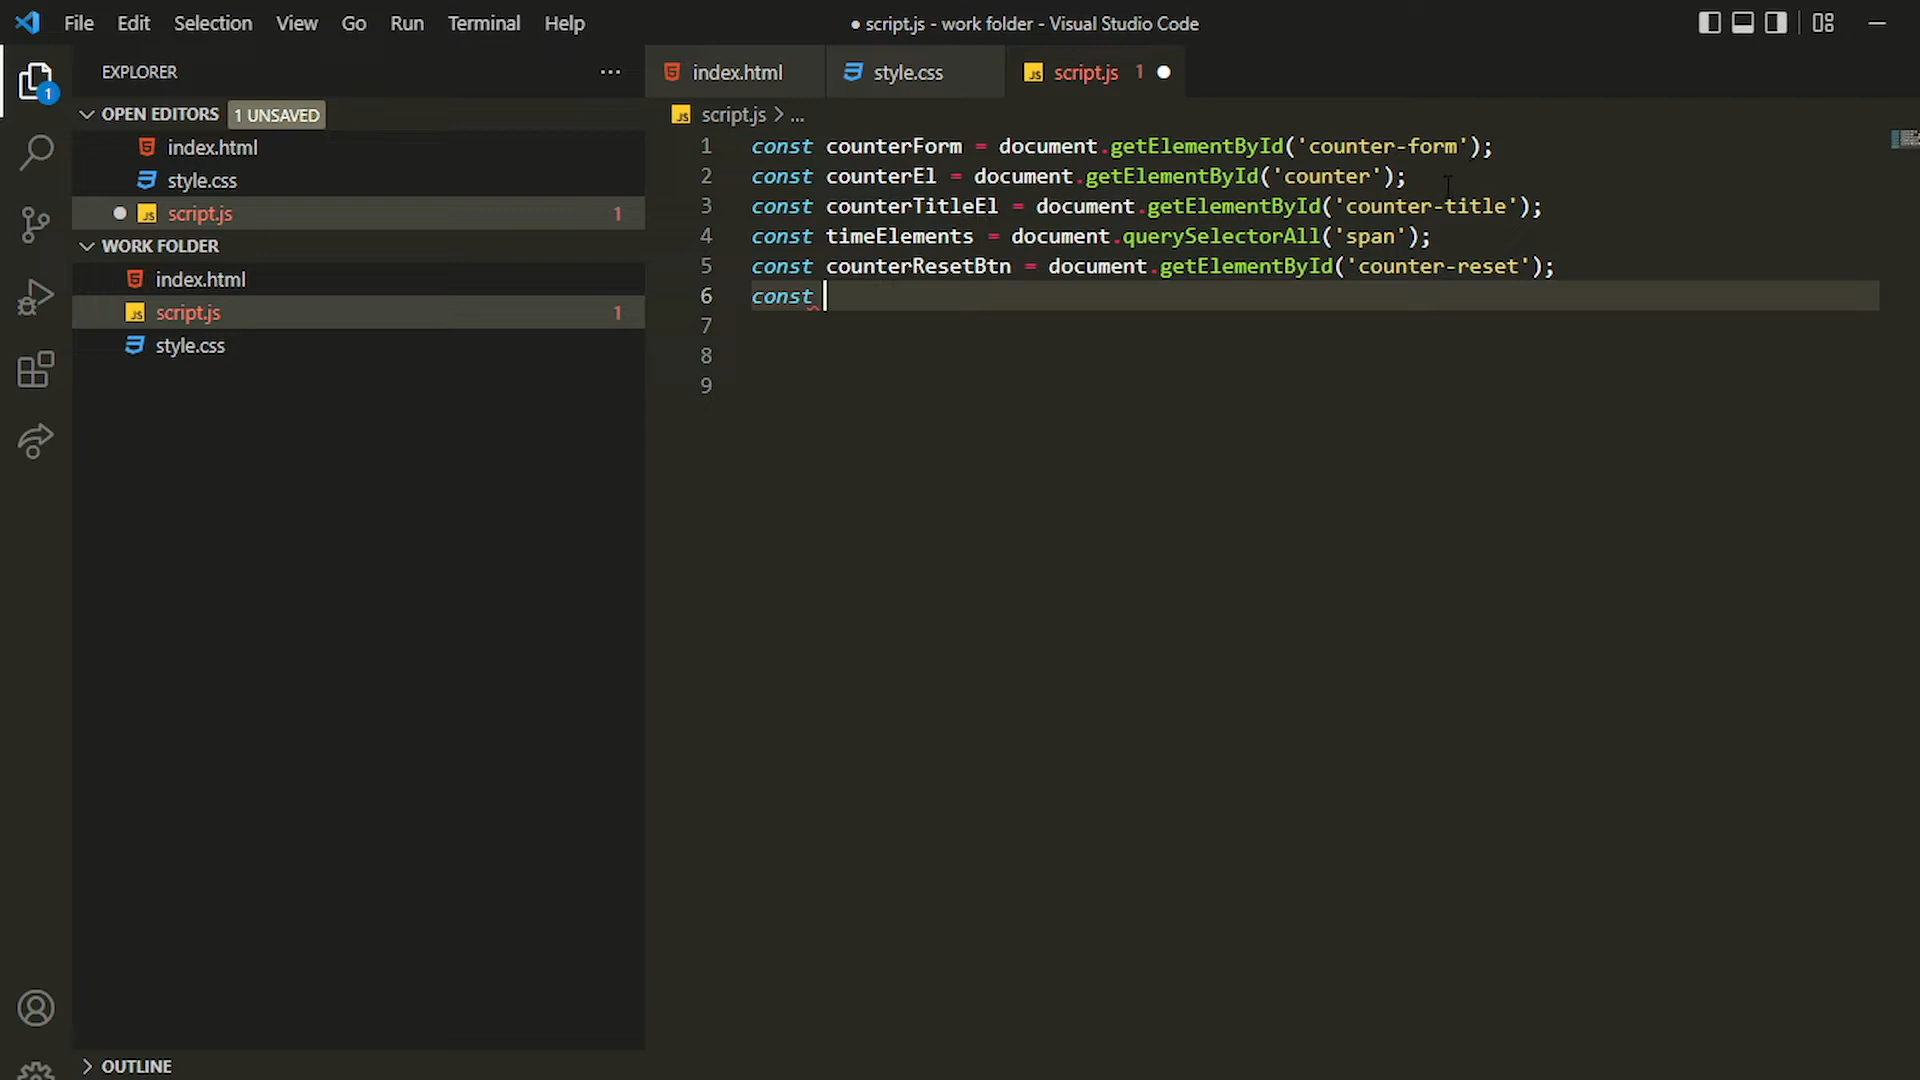 File Edit Selection View Go Run Terminal Help ● script.js - work folder - Visual Studio Code
EXPLORER ...
index.html style.css script.js 1
1
OPEN EDITORS 1 UNSAVED
script.js > ...
index.html
style.css
script.js 1
WORK FOLDER
index.html
script.js 1
style.css
1 const counterForm = document.getElementById('counter-form');
2 const counterEl = document.getElementById('counter');
3 const counterTitleEl = document.getElementById('counter-title');
4 const timeElements = document.querySelectorAll('span');
5 const counterResetBtn = document.getElementById('counter-reset');
6 const
7
8
9
OUTLINE